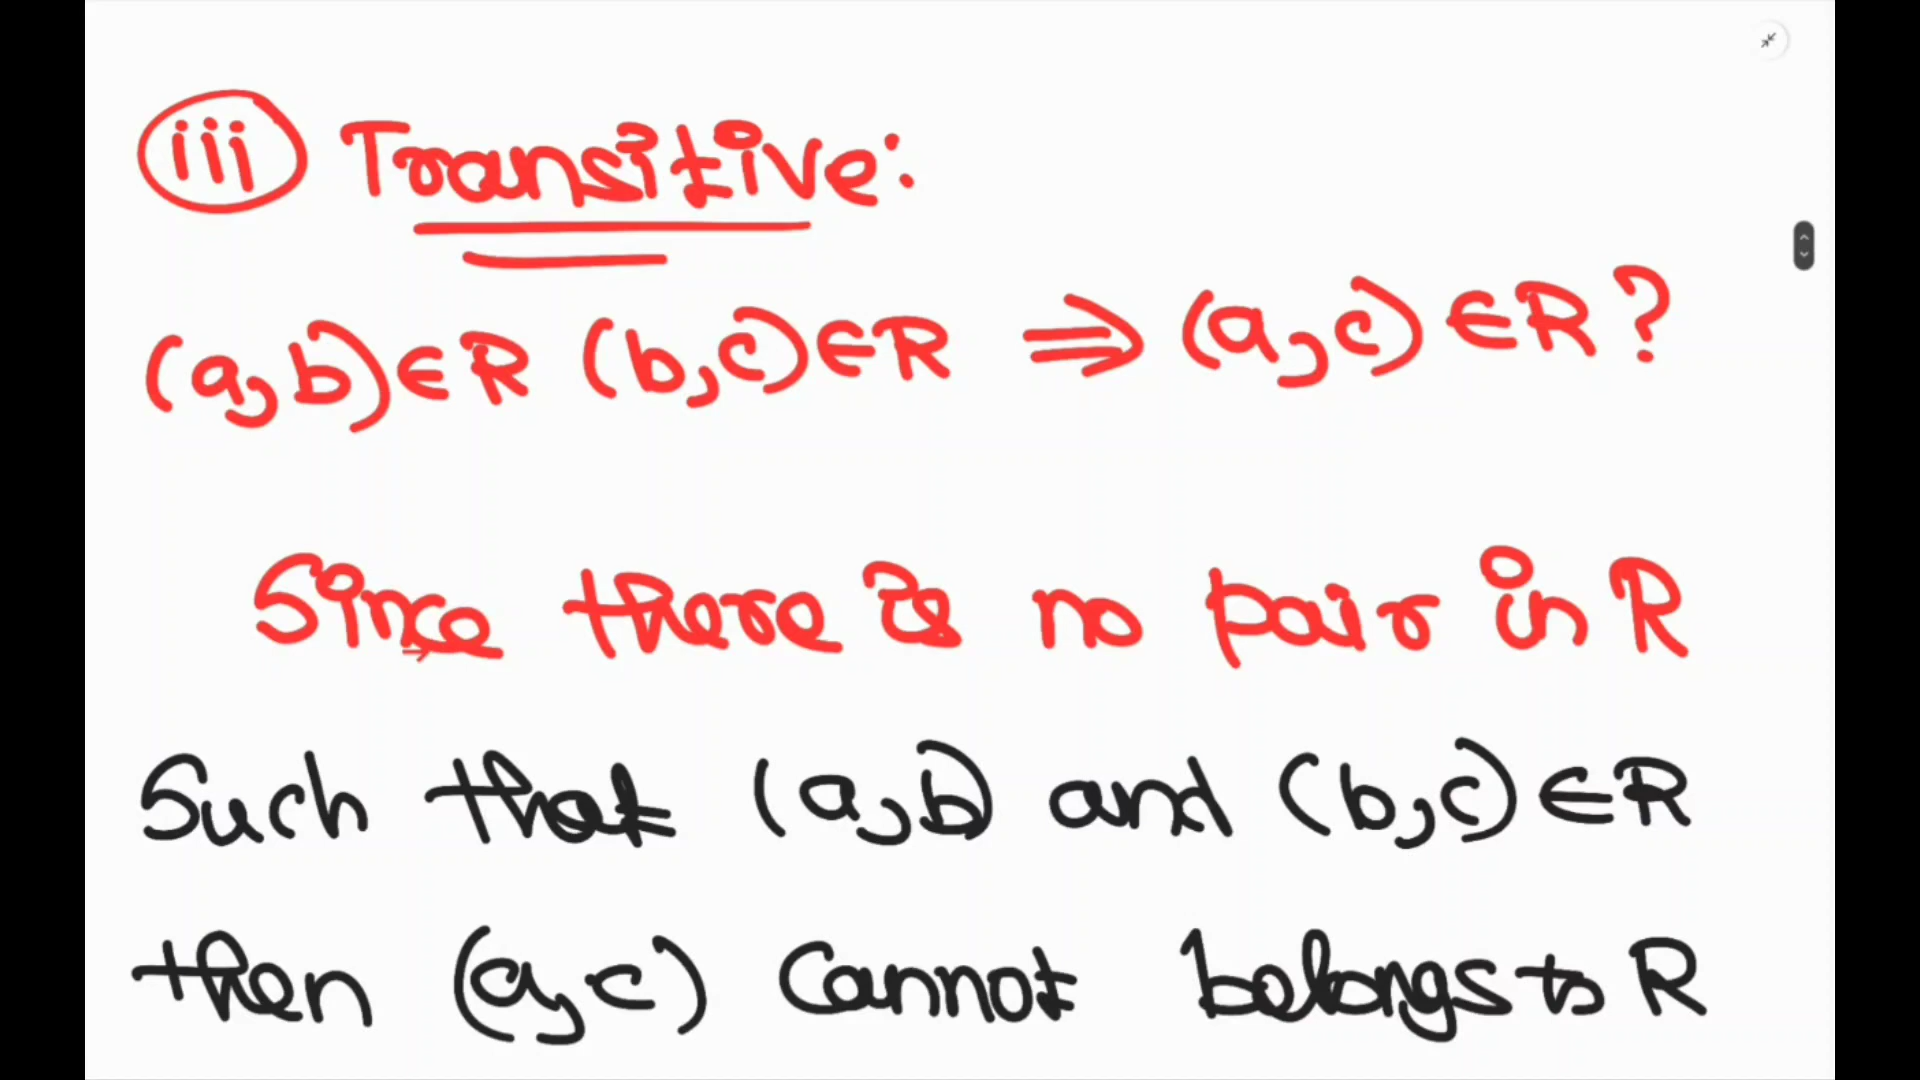 iii Transitive:
(a,b)∈R (b,c)∈R ⇒ (a,c)∈R?
Since there is no pair in R
Such that (a,b) and (b,c)∈R
then (a,c) Cannot belongs to R